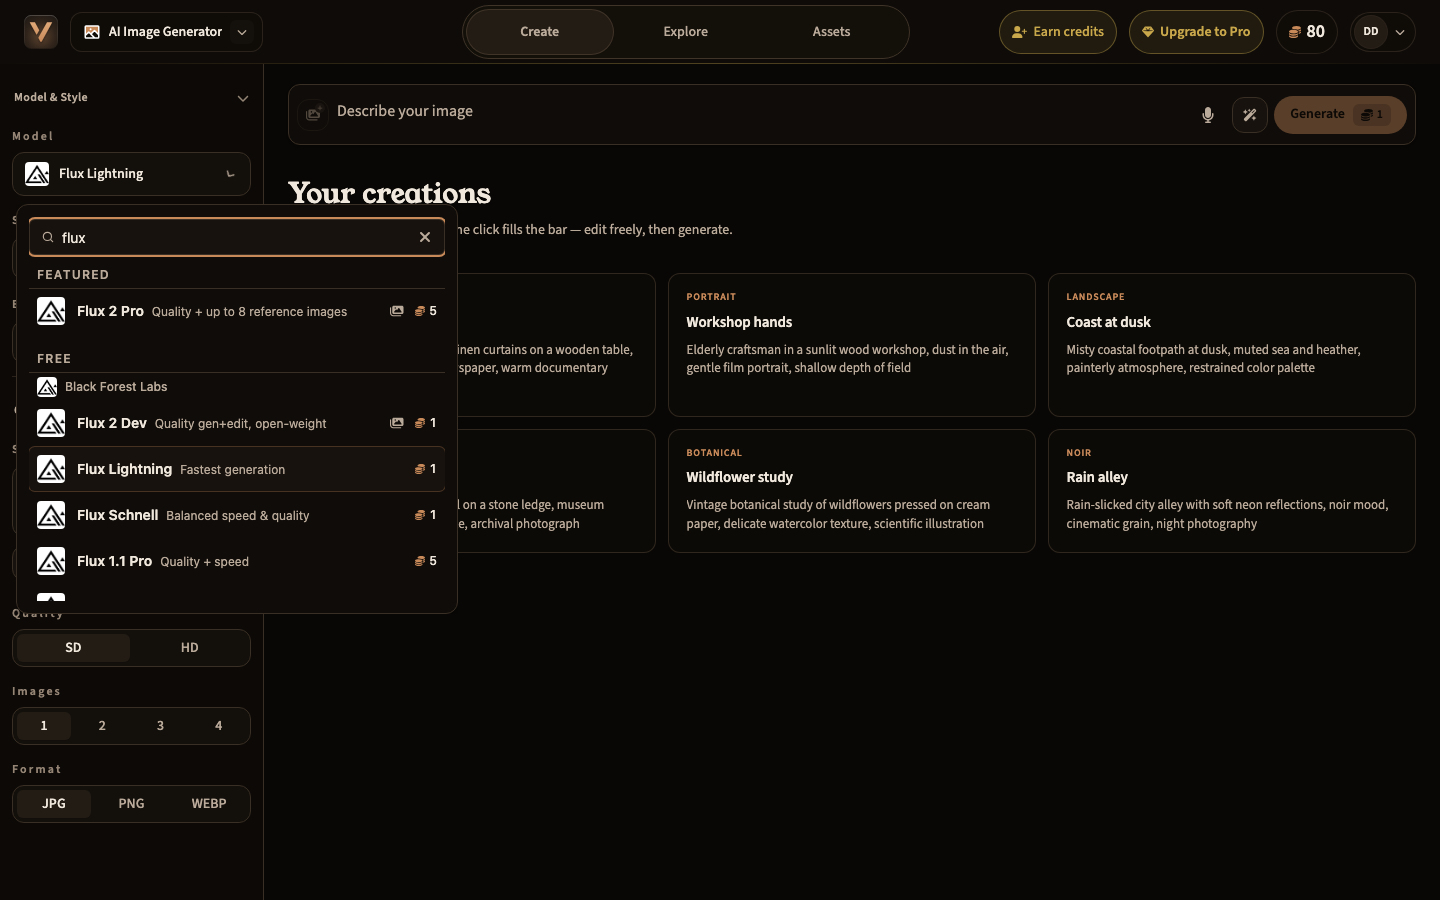 AI Image Generator
Create
Explore
Assets
Earn credits
Upgrade to Pro
80
DD
Model & Style
Model
Flux Lightning
flux
FEATURED
Flux 2 Pro Quality + up to 8 reference images 5
FREE
Black Forest Labs
Flux 2 Dev Quality gen+edit, open-weight 1
Flux Lightning Fastest generation 1
Flux Schnell Balanced speed & quality 1
Flux 1.1 Pro Quality + speed 5
Quality
SD HD
Images
1 2 3 4
Format
JPG PNG WEBP
Describe your image
Generate 1
Your creations
click fills the bar — edit freely, then generate.
curtains on a wooden table,
warm documentary
PORTRAIT
Workshop hands
Elderly craftsman in a sunlit wood workshop, dust in the air,
gentle film portrait, shallow depth of field
LANDSCAPE
Coast at dusk
Misty coastal footpath at dusk, muted sea and heather,
painterly atmosphere, restrained color palette
on a stone ledge, museum
archival photograph
BOTANICAL
Wildflower study
Vintage botanical study of wildflowers pressed on cream
paper, delicate watercolor texture, scientific illustration
NOIR
Rain alley
Rain-slicked city alley with soft neon reflections, noir mood,
cinematic grain, night photography